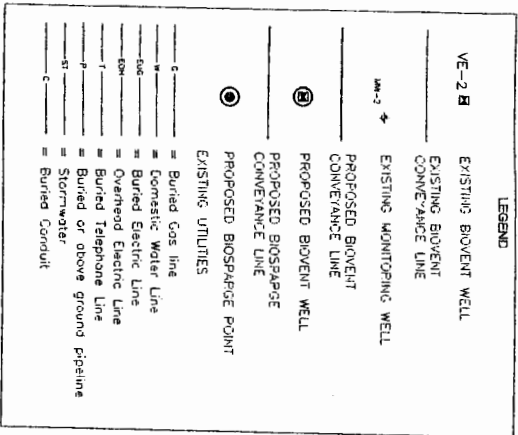 LEGEND
VE-2 EXISTING BIOVENT WELL
EXISTING BIOVENT
CONVEYANCE LINE
MW-2 EXISTING MONITORING WELL
PROPOSED BIOVENT
CONVEYANCE LINE
PROPOSED BIOVENT WELL
PROPOSED BIOSPARGE
CONVEYANCE LINE
PROPOSED BIOSPARGE POINT
EXISTING UTILITIES
G = Buried Gas line
W = Domestic Water Line
EUG = Buried Electric Line
EOH = Overhead Electric Line
T = Buried Telephone Line
P = Buried or above ground pipeline
ST = Stormwater
C = Buried Conduit